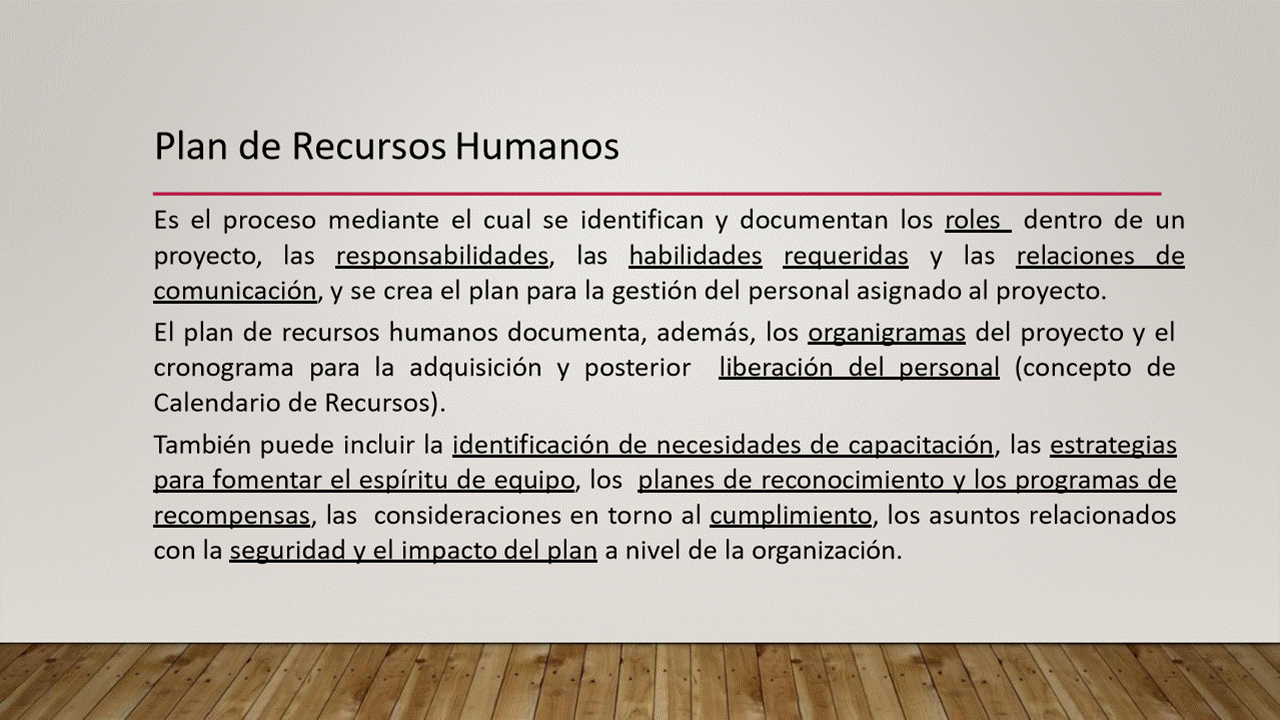 Plan de Recursos Humanos
Es el proceso mediante el cual se identifican y documentan los roles dentro de un
proyecto, las responsabilidades, las habilidades requeridas y las relaciones de
comunicación, y se crea el plan para la gestión del personal asignado al proyecto.
El plan de recursos humanos documenta, además, los organigramas del proyecto y el
cronograma para la adquisición y posterior liberación del personal (concepto de
Calendario de Recursos).
También puede incluir la identificación de necesidades de capacitación, las estrategias
para fomentar el espíritu de equipo, los planes de reconocimiento y los programas de
recompensas, las consideraciones en torno al cumplimiento, los asuntos relacionados
con la seguridad y el impacto del plan a nivel de la organización.